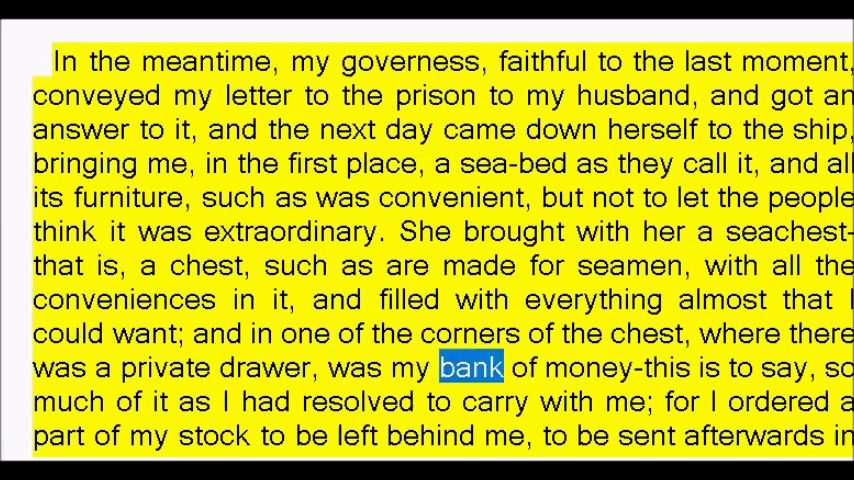 In the meantime, my governess, faithful to the last moment,
conveyed my letter to the prison to my husband, and got an
answer to it, and the next day came down herself to the ship,
bringing me, in the first place, a sea-bed as they call it, and all
its furniture, such as was convenient, but not to let the people
think it was extraordinary. She brought with her a seachest-
that is, a chest, such as are made for seamen, with all the
conveniences in it, and filled with everything almost that I
could want; and in one of the corners of the chest, where there
was a private drawer, was my bank of money-this is to say, so
much of it as I had resolved to carry with me; for I ordered a
part of my stock to be left behind me, to be sent afterwards in